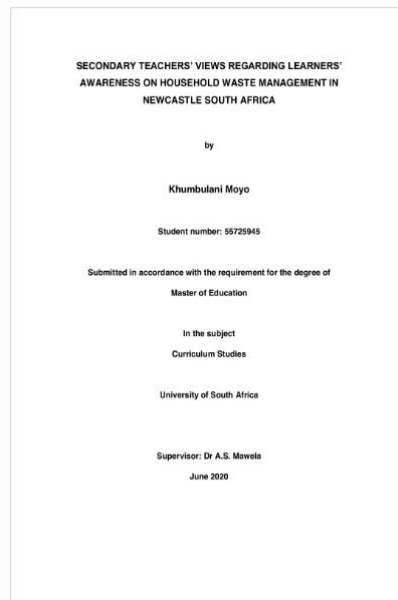 SECONDARY TEACHERS' VIEWS REGARDING LEARNERS'
AWARENESS ON HOUSEHOLD WASTE MANAGEMENT IN
NEWCASTLE SOUTH AFRICA
by
Khumbulani Moyo
Student number: 55725945
Submitted in accordance with the requirement for the degree of
Master of Education
In the subject
Curriculum Studies
University of South Africa
Supervisor: Dr A.S. Mawela
June 2020